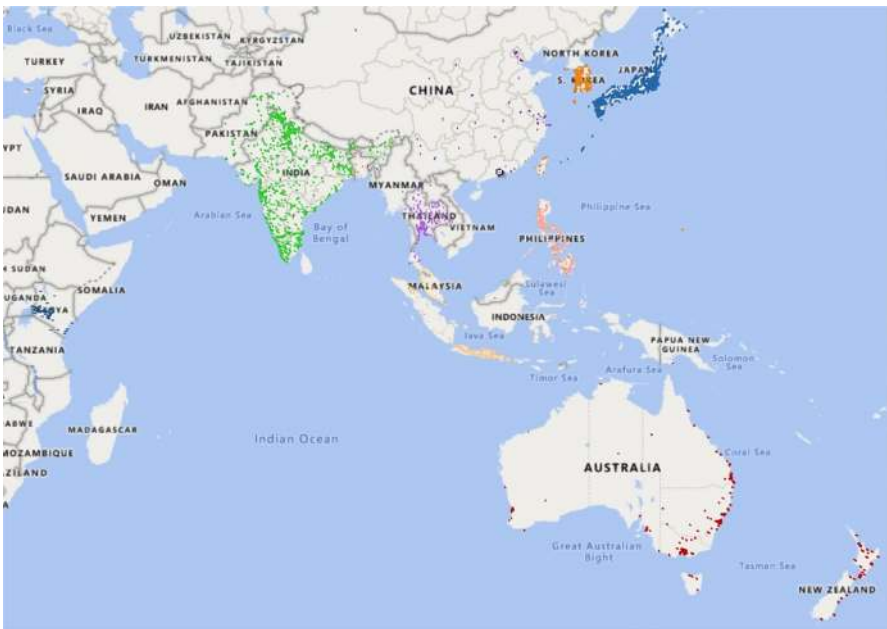 Black Sea
UZBEKISTAN
KYRGYZSTAN
TURKEY
TURKMENISTAN
TAJIKISTAN
NORTH KOREA
SYRIA
CHINA
JAPAN
IRAQ
IRAN
AFGHANISTAN
PAKISTAN
SAUDI ARABIA
OMAN
INDIA
MYANMAR
YEMEN
Arabian Sea
Bay of
Bengal
THAILAND
VIETNAM
Philippine Sea
PHILIPPINES
SUDAN
SOMALIA
UGANDA
MALAYSIA
Sulawesi
Sea
INDONESIA
TANZANIA
Java Sea
PAPUA NEW
GUINEA
Solomon
Sea
Timor Sea
Arafura Sea
MADAGASCAR
Indian Ocean
MOZAMBIQUE
ZILAND
AUSTRALIA
Coral Sea
Great Australian
Bight
Tasman Sea
NEW ZEALAND